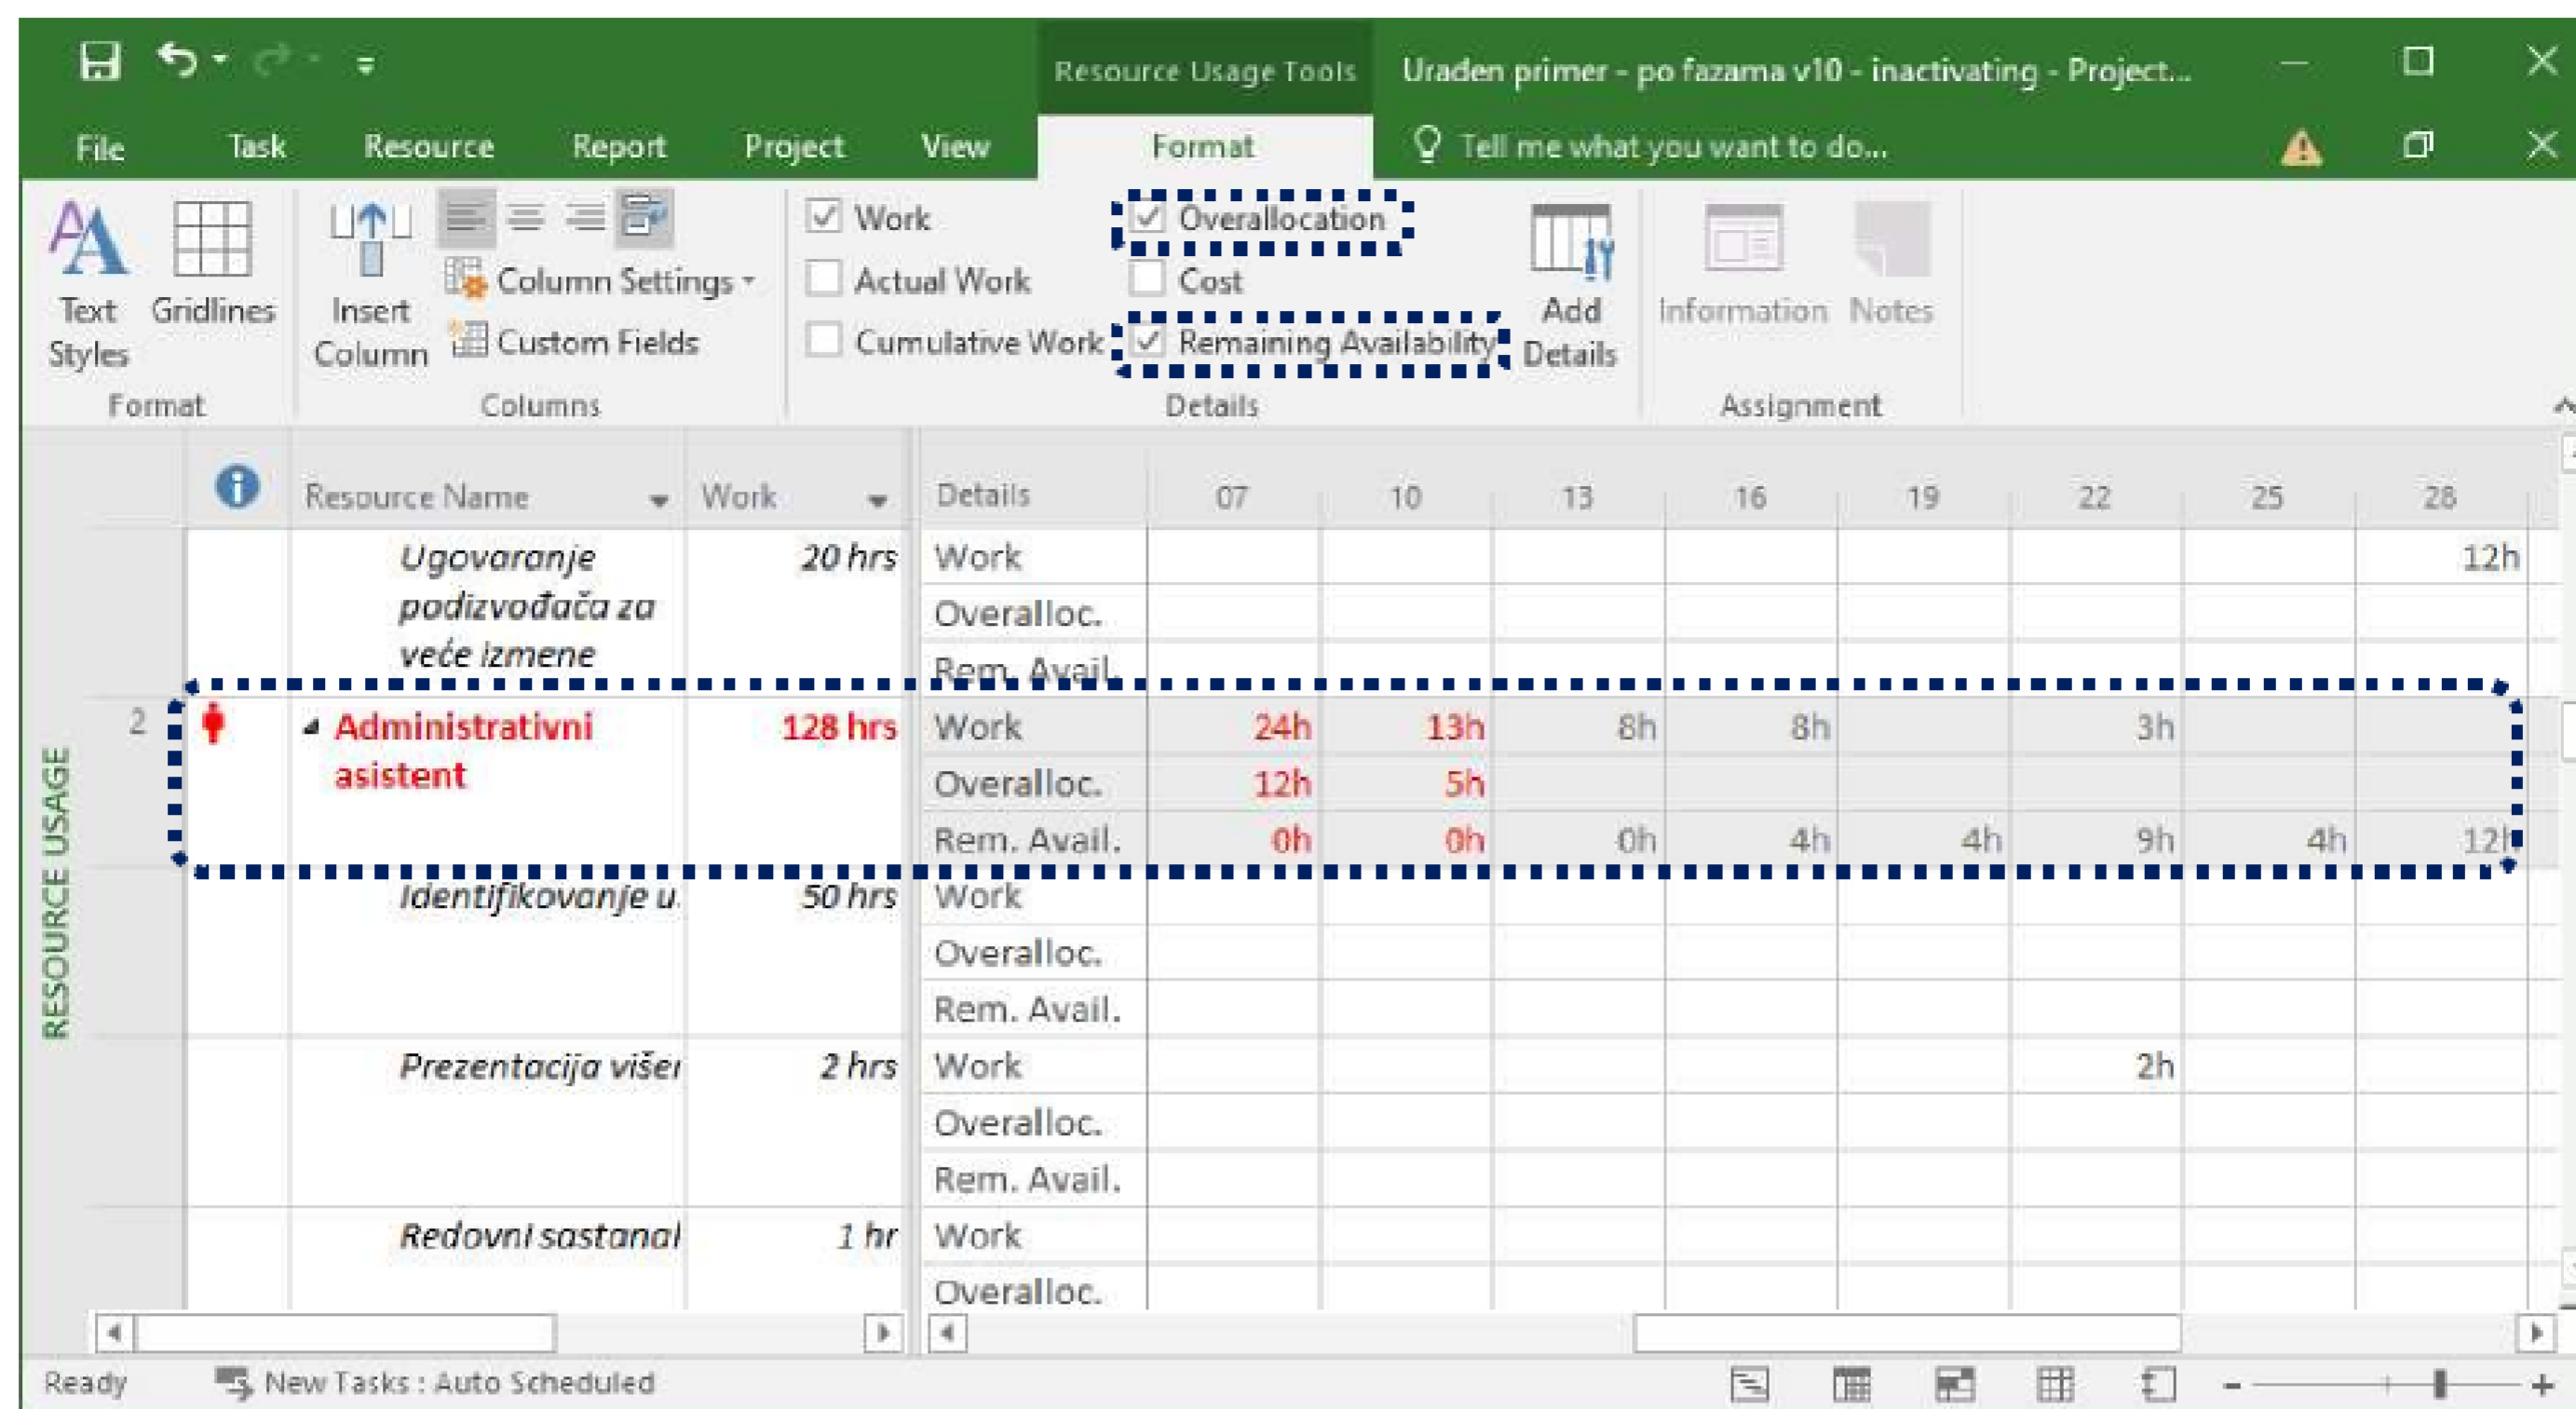 Resource Usage Tools
Uraden primer - po fazama v10 - inactivating - Project...
File Task Resource Report Project View Format Tell me what you want to do...
Text Styles
Gridlines
Format
Insert Column
Column Settings
Custom Fields
Columns
Work
Actual Work
Cumulative Work
Overallocation
Cost
Remaining Availability
Add Details
Details
Information Notes
Assignment
RESOURCE USAGE
Resource Name Work Details 07 10 13 16 19 22 25 28
Ugovaranje 20 hrs Work 12h
podizvođača za Overalloc.
veće izmene Rem. Avail.
2 Administrativni 128 hrs Work 24h 13h 8h 8h 3h
asistent Overalloc. 12h 5h
Rem. Avail. 0h 0h 0h 4h 4h 9h 4h 12h
Identifikovanje u 50 hrs Work
Overalloc.
Rem. Avail.
Prezentacija višer 2 hrs Work 2h
Overalloc.
Rem. Avail.
Redovni sastanal 1 hr Work
Overalloc.
Ready New Tasks : Auto Scheduled